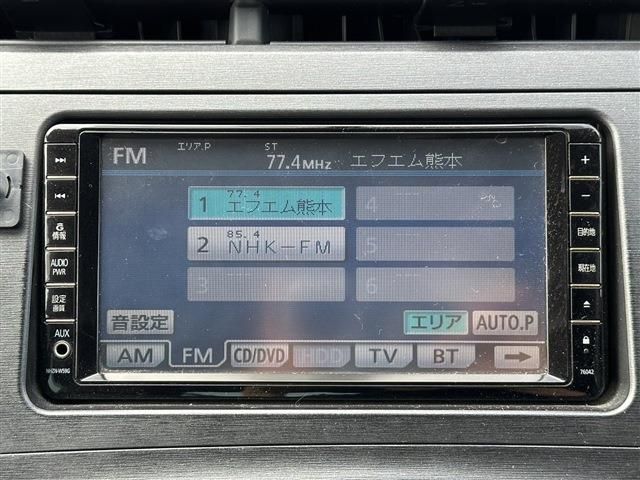 FM エリア.P ST 77.4MHz エフエム熊本
1 77.4 エフエム熊本
4
2 85.4 NHK-FM
5
3
6
音設定 エリア AUTO.P
AM FM CD/DVD HDD TV BT
情報
AUDIO PWR
設定 画質
AUX
NHZN-W59G
+
−
目的地
現在地
76042